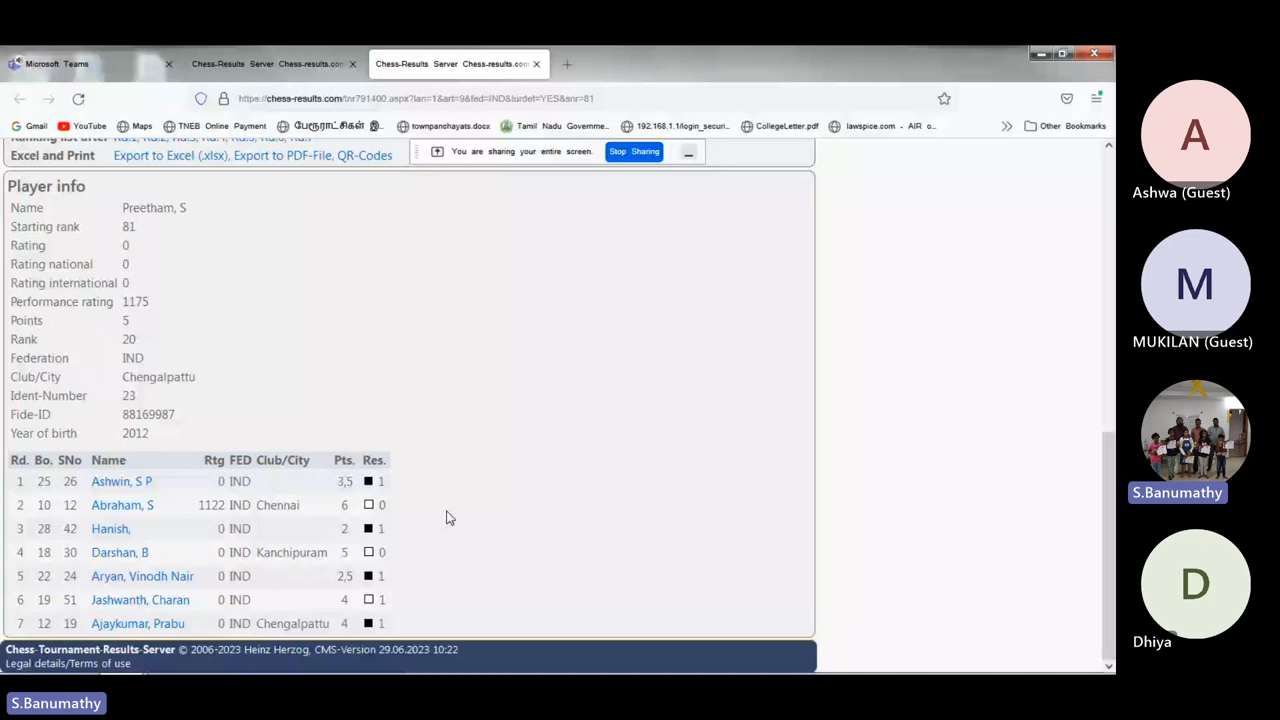 Microsoft Teams
Chess-Results Server Chess-results.com
Chess-Results Server Chess-results.com
https://chess-results.com/tnr791400.aspx?lan=1&art=9&fed=IND&turdet=YES&snr=81
Gmail YouTube Maps TNEB Online Payment பேரூராட்சிகள் இ... townpanchayats.docx Tamil Nadu Governme... 192.168.1.1/login_securi... CollegeLetter.pdf lawspice.com - AIR o... Other Bookmarks
Excel and Print Export to Excel (.xlsx), Export to PDF-File, QR-Codes
You are sharing your entire screen. Stop Sharing
Player info
Name Preetham, S
Starting rank 81
Rating 0
Rating national 0
Rating international 0
Performance rating 1175
Points 5
Rank 20
Federation IND
Club/City Chengalpattu
Ident-Number 23
Fide-ID 88169987
Year of birth 2012
Rd. Bo. SNo Name Rtg FED Club/City Pts. Res.
1 25 26 Ashwin, S P 0 IND 3,5 1
2 10 12 Abraham, S 1122 IND Chennai 6 0
3 28 42 Hanish, 0 IND 2 1
4 18 30 Darshan, B 0 IND Kanchipuram 5 0
5 22 24 Aryan, Vinodh Nair 0 IND 2,5 1
6 19 51 Jashwanth, Charan 0 IND 4 1
7 12 19 Ajaykumar, Prabu 0 IND Chengalpattu 4 1
Chess-Tournament-Results-Server © 2006-2023 Heinz Herzog, CMS-Version 29.06.2023 10:22
Legal details/Terms of use
S.Banumathy
A
Ashwa (Guest)
M
MUKILAN (Guest)
S.Banumathy
D
Dhiya